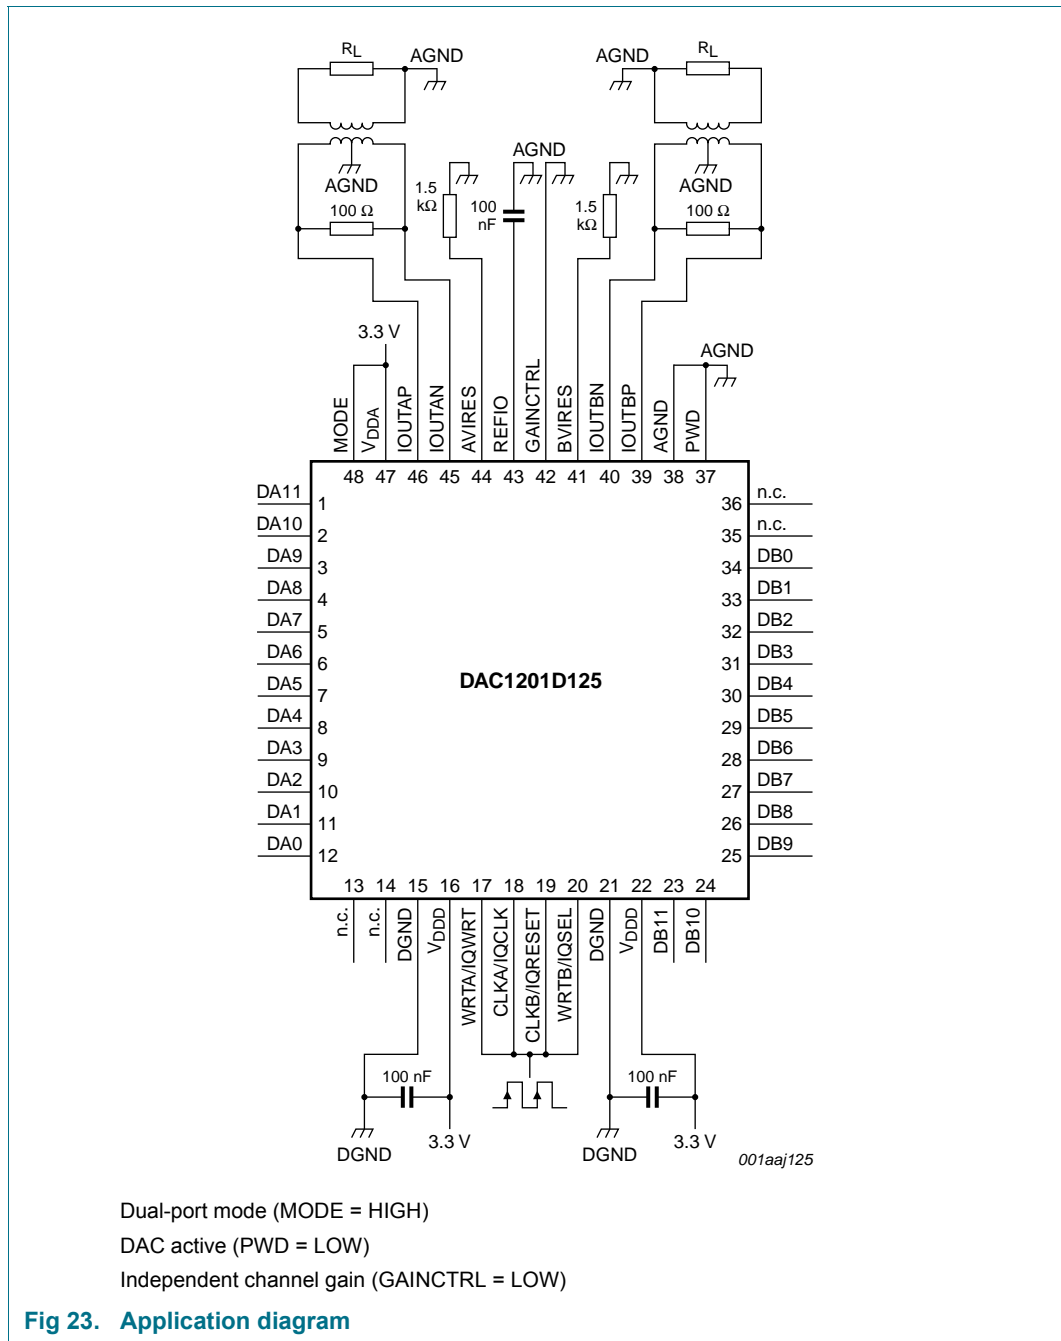 RL AGND AGND RL
AGND
AGND AGND
100 Ω 1.5 kΩ 100 nF 1.5 kΩ 100 Ω
3.3 V
AGND
MODE VDDA IOUTAP IOUTAN AVIRES REFIO GAINCTRL BVIRES IOUTBN IOUTBP AGND PWD
48 47 46 45 44 43 42 41 40 39 38 37
DA11 1 36 n.c.
DA10 2 35 n.c.
DA9 3 34 DB0
DA8 4 33 DB1
DA7 5 32 DB2
DA6 6 31 DB3
DAC1201D125
DA5 7 30 DB4
DA4 8 29 DB5
DA3 9 28 DB6
DA2 10 27 DB7
DA1 11 26 DB8
DA0 12 25 DB9
13 14 15 16 17 18 19 20 21 22 23 24
n.c. n.c. DGND VDDD WRTA/IQWRT CLKA/IQCLK CLKB/IQRESET WRTB/IQSEL DGND VDDD DB11 DB10
100 nF 100 nF
DGND 3.3 V DGND 3.3 V
001aaj125
Dual-port mode (MODE = HIGH)
DAC active (PWD = LOW)
Independent channel gain (GAINCTRL = LOW)
Fig 23. Application diagram